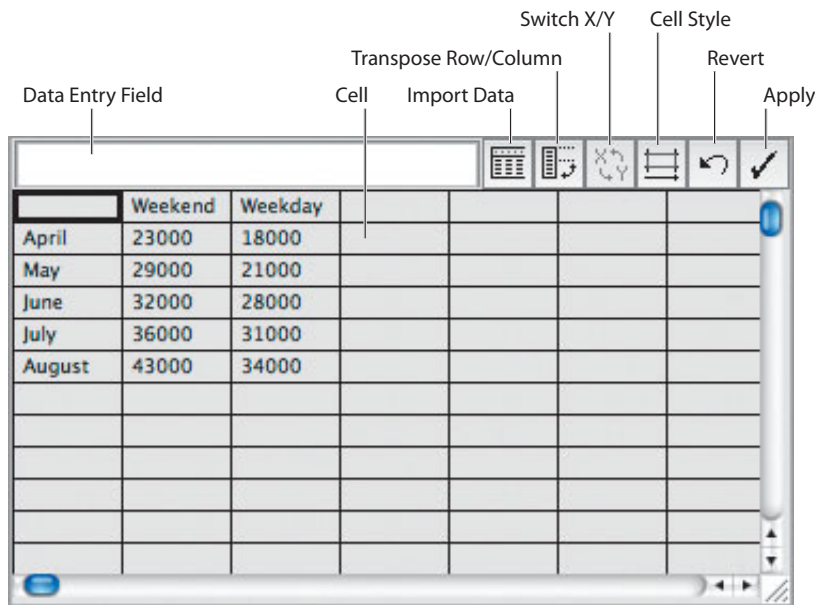 Switch X/Y Cell Style
Transpose Row/Column Revert
Data Entry Field Cell Import Data Apply
X Y
Weekend Weekday
April 23000 18000
May 29000 21000
June 32000 28000
July 36000 31000
August 43000 34000